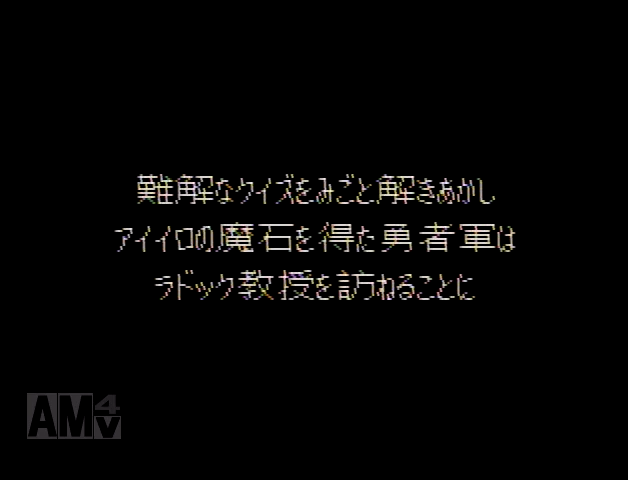 難解なクイズをみごと解きあかし
アイイロの魔石を得た勇者軍は
ラドック教授を訪ねることに
AM4v